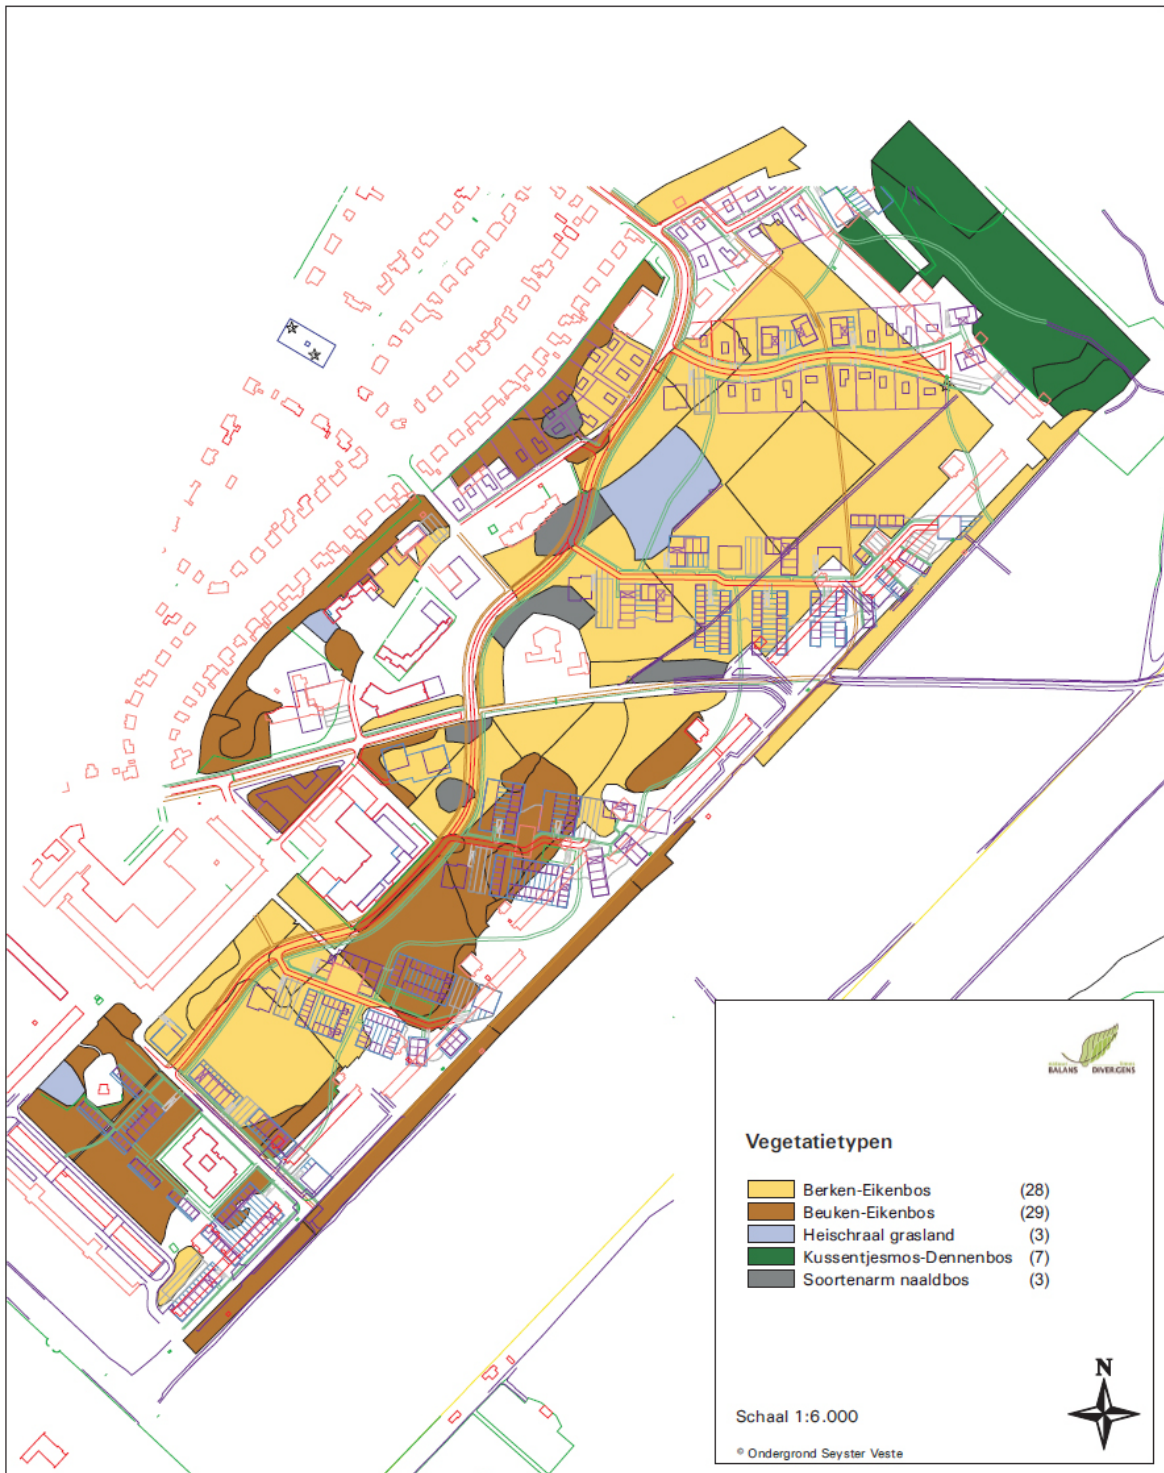 BALANS DIVERGENS
Vegetatietypen
Berken-Eikenbos (28)
Beuken-Eikenbos (29)
Heischraal grasland (3)
Kussentjesmos-Dennenbos (7)
Soortenarm naaldbos (3)
N
Schaal 1:6.000
© Ondergrond Seyster Veste